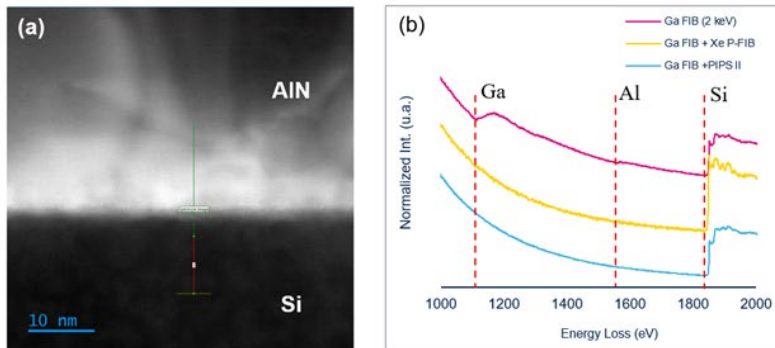 (a)
AlN
Si
10 nm
(b)
Ga FIB (2 keV)
Ga FIB + Xe P-FIB
Ga FIB +PIPS II
Ga
Al
Si
Normalized Int. (u.a.)
1000 1200 1400 1600 1800 2000
Energy Loss (eV)